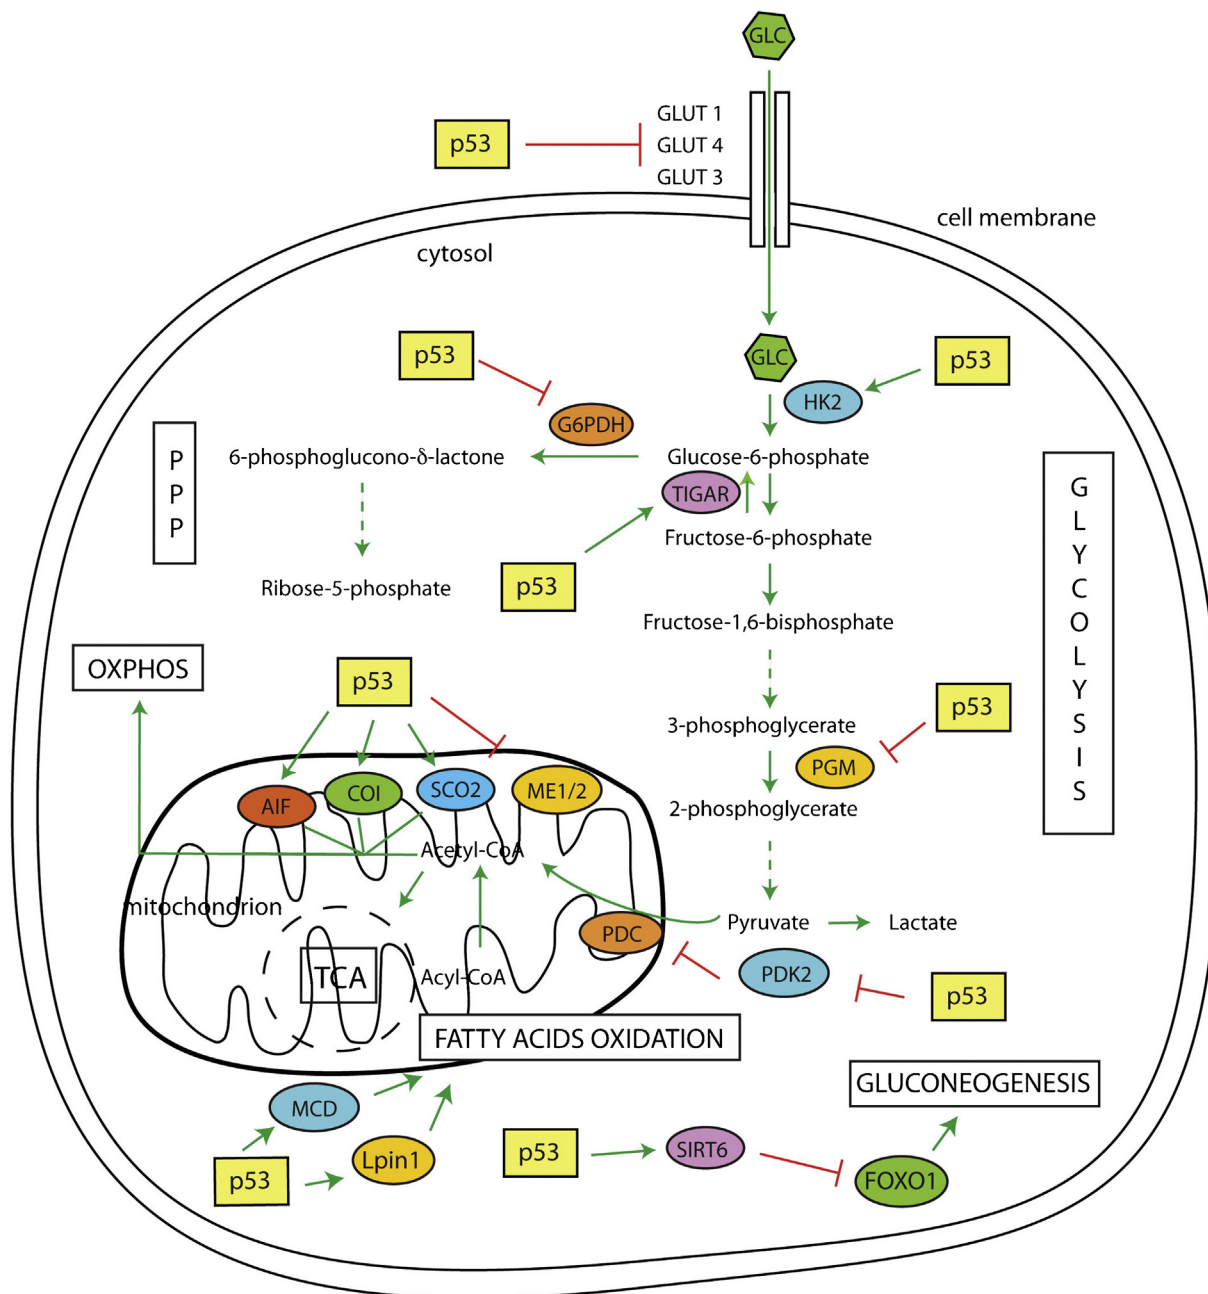 GLC
GLUT 1
p53
GLUT 4
GLUT 3
cell membrane
cytosol
p53
GLC
p53
HK2
G6PDH
P
P
P
6-phosphoglucono-δ-lactone
Glucose-6-phosphate
TIGAR
Fructose-6-phosphate
p53
Ribose-5-phosphate
Fructose-1,6-bisphosphate
G
L
Y
C
O
L
Y
S
I
S
OXPHOS
p53
p53
3-phosphoglycerate
PGM
AIF
COI
SCO2
ME1/2
2-phosphoglycerate
Acetyl-CoA
mitochondrion
Pyruvate
Lactate
PDC
TCA
Acyl-CoA
PDK2
p53
FATTY ACIDS OXIDATION
GLUCONEOGENESIS
MCD
p53
Lpin1
p53
SIRT6
FOXO1